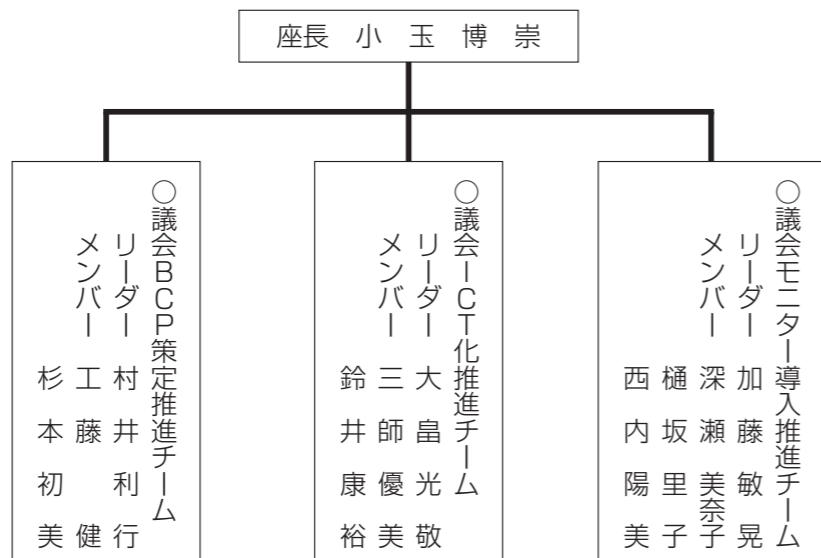 座長 小玉博崇
○議会モニター導入推進チーム
リーダー 加藤敏晃
メンバー 深瀬美奈子
樋坂里子
西内陽美
○議会ICT化推進チーム
リーダー 大畠光敬
メンバー 三師優美
鈴井康裕
○議会BCP策定推進チーム
リーダー 村井利行
メンバー 工藤健
杉本初美